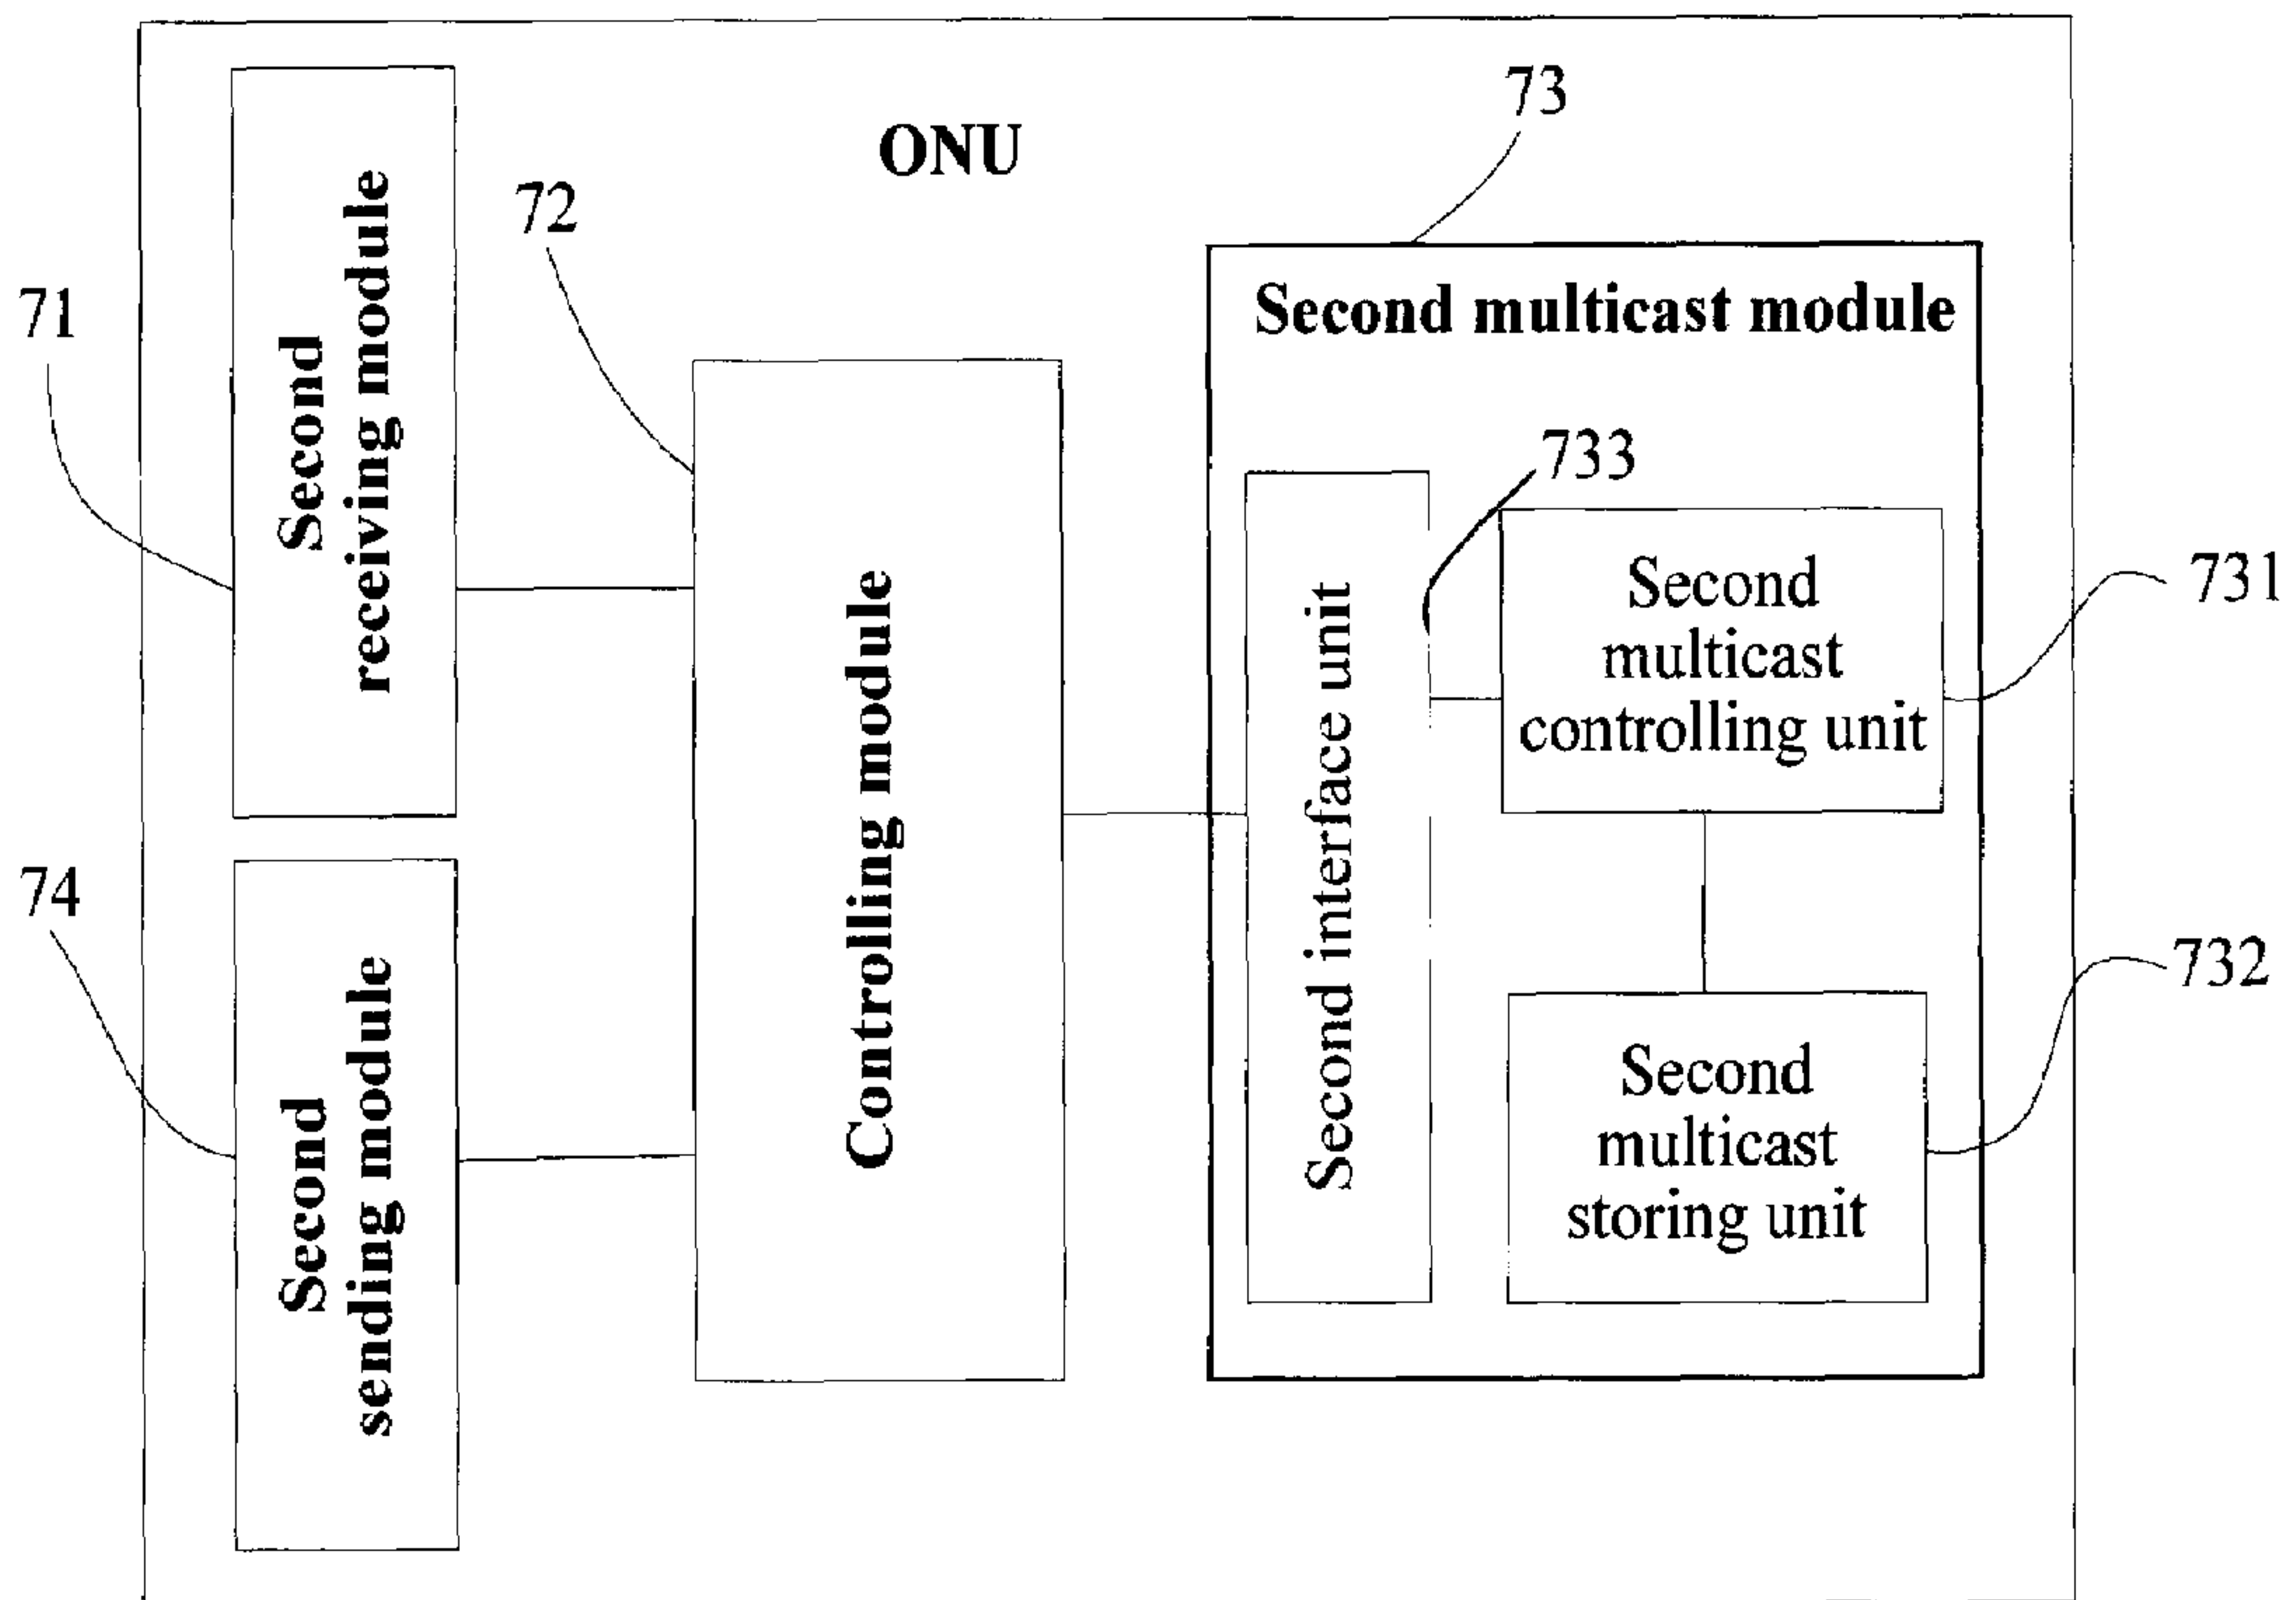 ONU
73
72
71
Second
receiving module
Second multicast module
733
Controlling module
Second interface unit
Second
multicast
controlling unit
731
74
Second
sending module
732
Second
multicast
storing unit